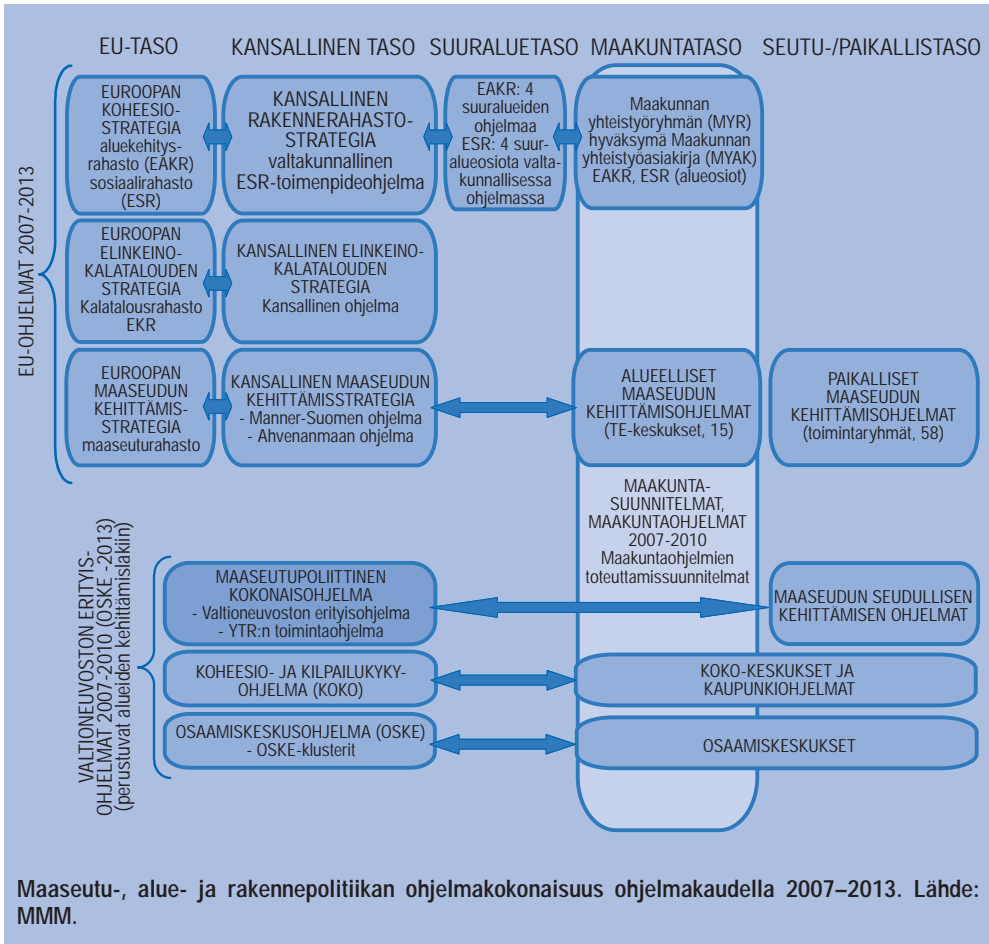 EU-TASO
KANSALLINEN TASO
SUURALUETASO
MAAKUNTATASO
SEUTU-/PAIKALLISTASO
EU-OHJELMAT 2007-2013
EUROOPAN
KOHEESIO-
STRATEGIA
aluekehitys-
rahasto (EAKR)
sosiaalirahasto
(ESR)
KANSALLINEN
RAKENNERAHASTO-
STRATEGIA
valtakunnallinen
ESR-toimenpideohjelma
EAKR: 4
suuralueiden
ohjelmaa
ESR: 4 suur-
alueosiota valta-
kunnallisessa
ohjelmassa
Maakunnan
yhteistyöryhmän (MYR)
hyväksymä Maakunnan
yhteistyöasiakirja (MYAK)
EAKR, ESR (alueosiot)
EUROOPAN
ELINKEINO-
KALATALOUDEN
STRATEGIA
Kalatalousrahasto
EKR
KANSALLINEN ELINKEINO-
KALATALOUDEN
STRATEGIA
Kansallinen ohjelma
EUROOPAN
MAASEUDUN
KEHITTÄMIS-
STRATEGIA
maaseuturahasto
KANSALLINEN MAASEUDUN
KEHITTÄMISSTRATEGIA
- Manner-Suomen ohjelma
- Ahvenanmaan ohjelma
ALUEELLISET
MAASEUDUN
KEHITTÄMISOHJELMAT
(TE-keskukset, 15)
PAIKALLISET
MAASEUDUN
KEHITTÄMISOHJELMAT
(toimintaryhmät, 58)
MAAKUNTA-
SUUNNITELMAT,
MAAKUNTAOHJELMAT
2007-2010
Maakuntaohjelmien
toteuttamissuunnitelmat
VALTIONEUVOSTON ERITYIS-
OHJELMAT 2007-2010 (OSKE -2013)
(perustuvat alueiden kehittämislakiin)
MAASEUTUPOLIITTINEN
KOKONAISOHJELMA
- Valtioneuvoston erityisohjelma
- YTR:n toimintaohjelma
MAASEUDUN SEUDULLISEN
KEHITTÄMISEN OHJELMAT
KOHEESIO- JA KILPAILUKYKY-
OHJELMA (KOKO)
KOKO-KESKUKSET JA
KAUPUNKIOHJELMAT
OSAAMISKESKUSOHJELMA (OSKE)
- OSKE-klusterit
OSAAMISKESKUKSET
Maaseutu-, alue- ja rakennepolitiikan ohjelmakokonaisuus ohjelmakaudella 2007–2013. Lähde:
MMM.